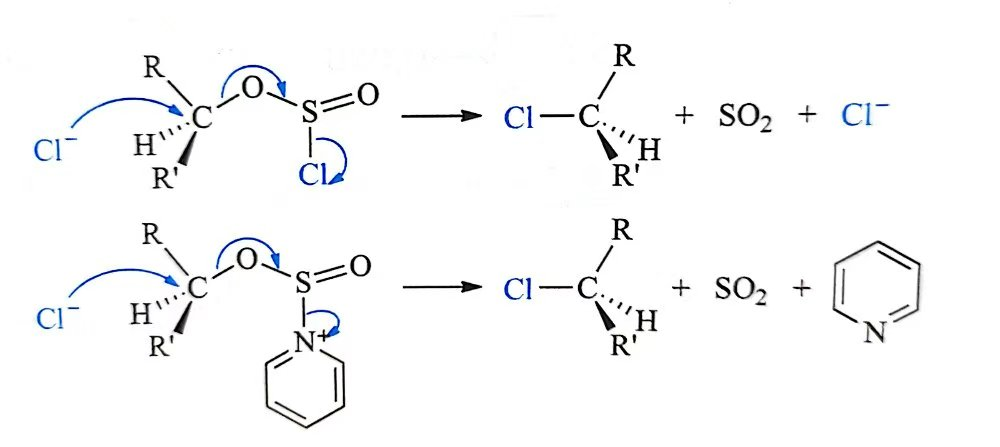 R O S O R
Cl⁻ C H R' Cl Cl C H R' + SO₂ + Cl⁻
R O S O R
Cl⁻ C H R' N⁺ Cl C H R' + SO₂ + N